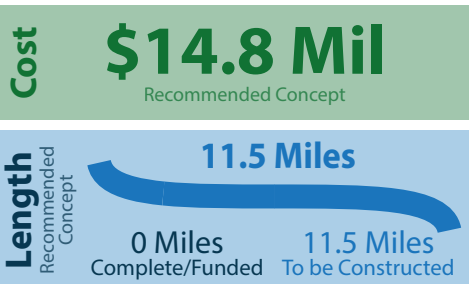 Cost
$14.8 Mil
Recommended Concept
Length
Recommended
Concept
11.5 Miles
0 Miles
Complete/Funded
11.5 Miles
To be Constructed